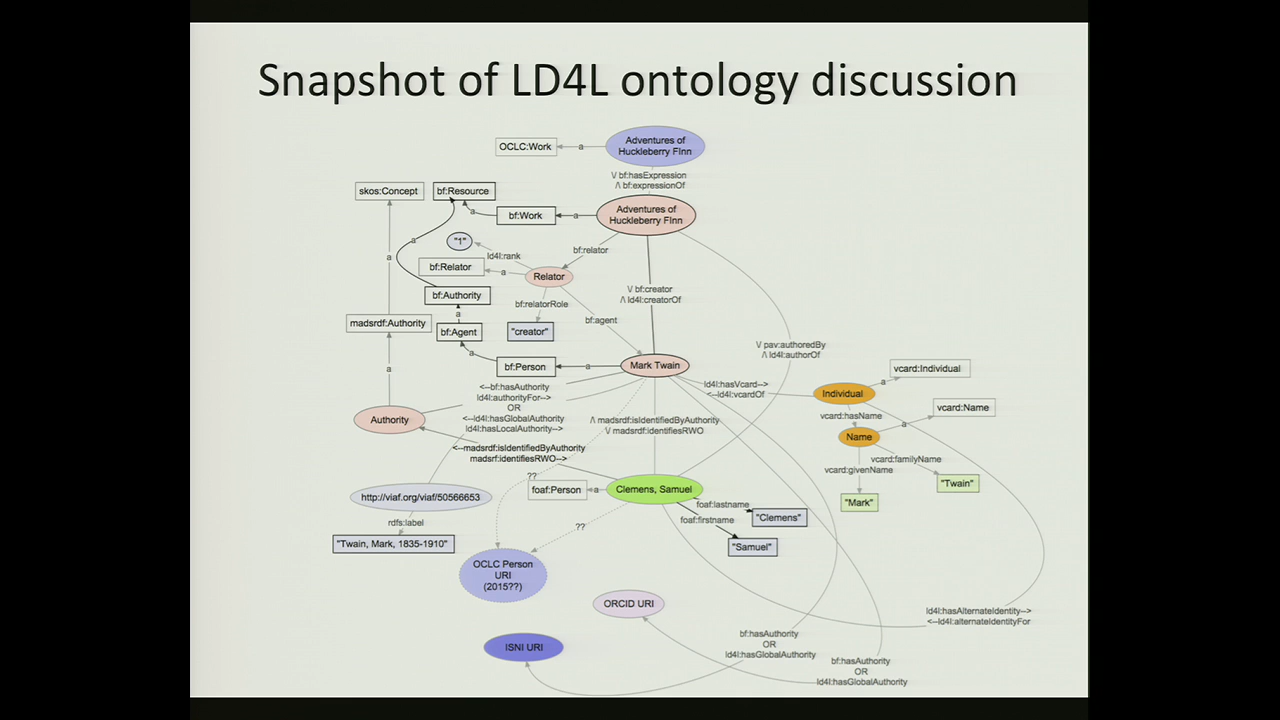 Snapshot of LD4L ontology discussion
Adventures of
Huckleberry FInn
OCLC:Work
a
\/ bf:hasExpression
/\ bf:expressionOf
skos:Concept
bf:Resource
Adventures of
Huckleberry FInn
bf:Work
a
a
"1"
a
ld4l:rank
bf:relator
a
bf:Relator
a
Relator
\/ bf:creator
/\ ld4l:creatorOf
bf:Authority
bf:relatorRole
a
bf:agent
madsrdf:Authority
bf:Agent
"creator"
\/ pav:authoredBy
/\ ld4l:authorOf
a
bf:Person
a
Mark Twain
vcard:Individual
a
a
<--bf:hasAuthority
ld4l:authorityFor-->
OR
<--ld4l:hasGlobalAuthority
ld4l:hasLocalAuthority-->
ld4l:hasVcard-->
<--ld4l:vcardOf
Individual
vcard:hasName
vcard:Name
a
Authority
/\ madsrdf:isIdentifiedByAuthority
\/ madsrdf:identifiesRWO
Name
<--madsrdf:isIdentifiedByAuthority
madsrf:identifiesRWO-->
vcard:givenName
vcard:familyName
??
"Twain"
foaf:Person
a
Clemens, Samuel
"Mark"
http://viaf.org/viaf/50566653
foaf:lastname
foaf:firstname
"Clemens"
rdfs:label
??
"Twain, Mark, 1835-1910"
"Samuel"
OCLC Person
URI
(2015??)
ORCID URI
ld4l:hasAlternateIdentity-->
<--ld4l:alternateIdentityFor
ISNI URI
bf:hasAuthority
OR
ld4l:hasGlobalAuthority
bf:hasAuthority
OR
ld4l:hasGlobalAuthority